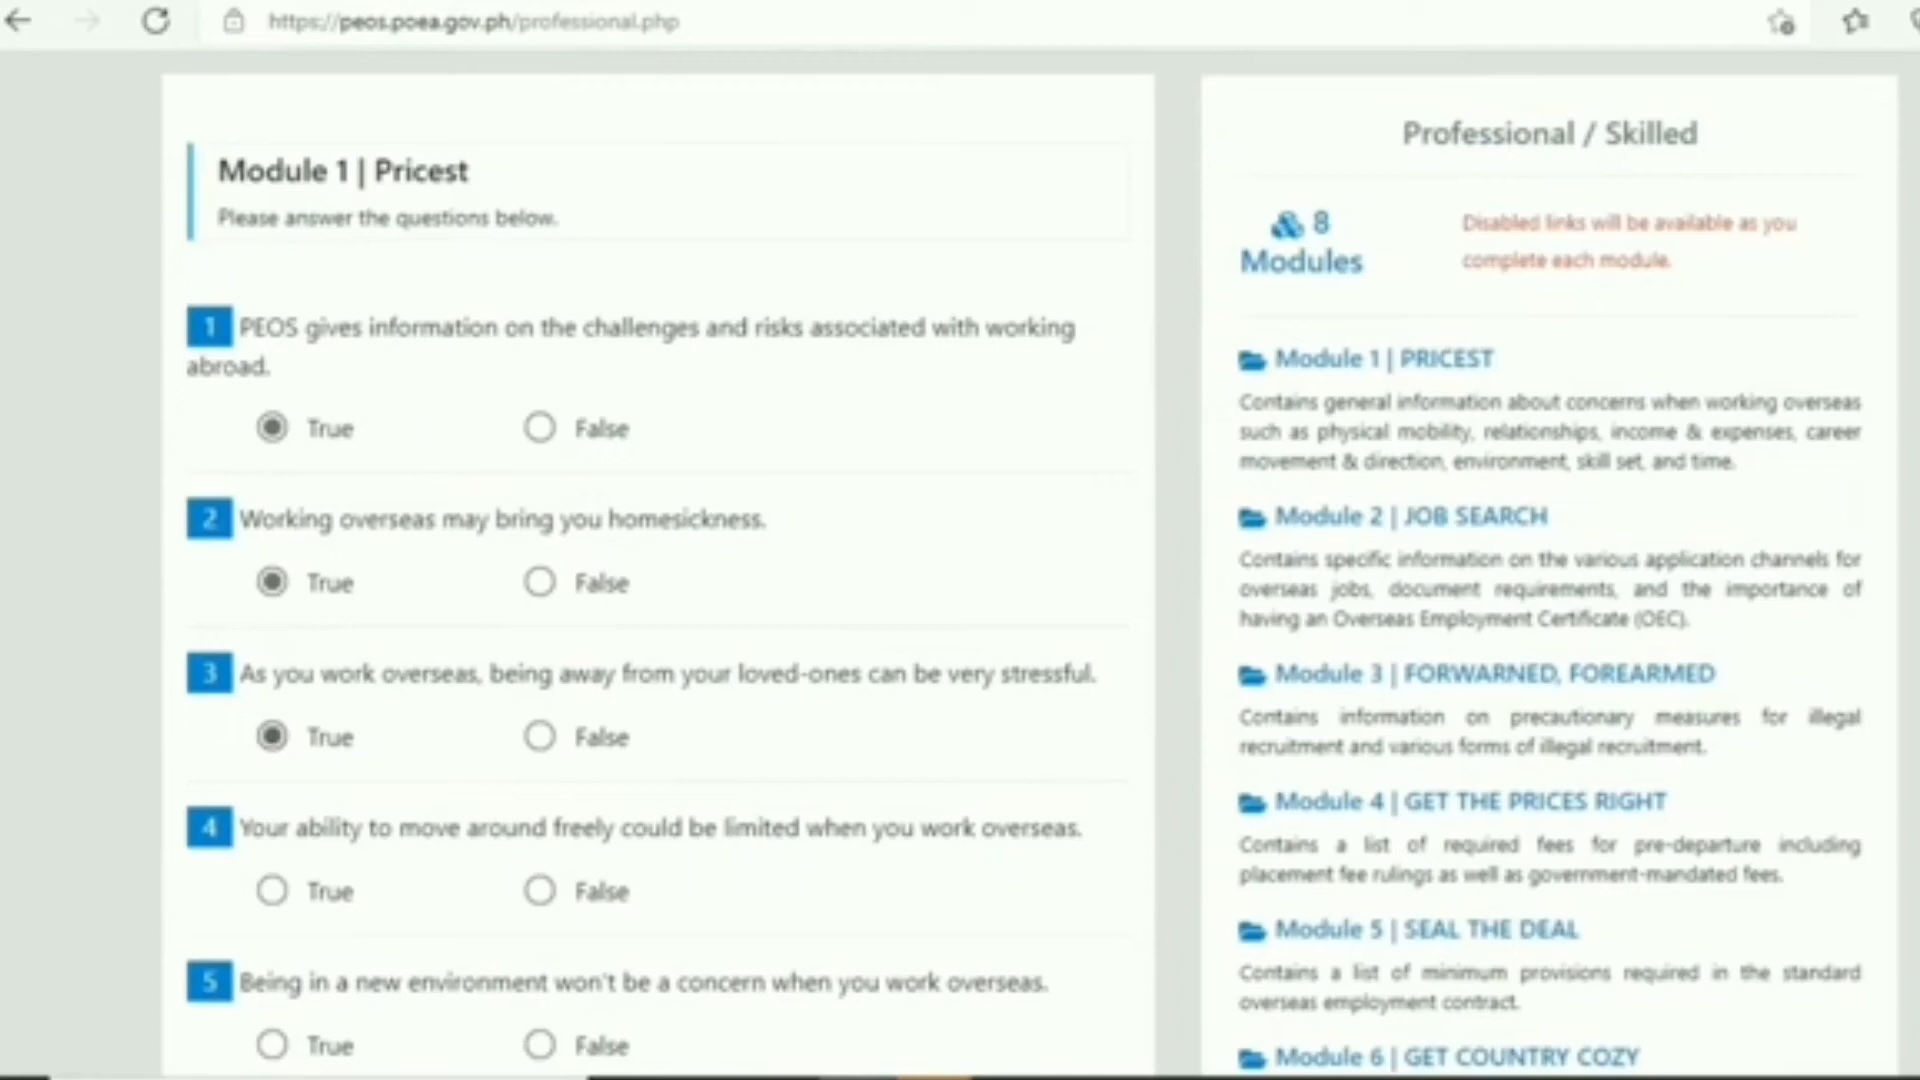 https://peos.poea.gov.ph/professional.php
Module 1 | Pricest
Please answer the questions below.
1 PEOS gives information on the challenges and risks associated with working
abroad.
True False
2 Working overseas may bring you homesickness.
True False
3 As you work overseas, being away from your loved-ones can be very stressful.
True False
4 Your ability to move around freely could be limited when you work overseas.
True False
5 Being in a new environment won't be a concern when you work overseas.
True False
Professional / Skilled
8
Modules
Disabled links will be available as you
complete each module.
Module 1 | PRICEST
Contains general information about concerns when working overseas
such as physical mobility, relationships, income & expenses, career
movement & direction, environment, skill set, and time.
Module 2 | JOB SEARCH
Contains specific information on the various application channels for
overseas jobs, document requirements, and the importance of
having an Overseas Employment Certificate (OEC).
Module 3 | FORWARNED, FOREARMED
Contains information on precautionary measures for illegal
recruitment and various forms of illegal recruitment.
Module 4 | GET THE PRICES RIGHT
Contains a list of required fees for pre-departure including
placement fee rulings as well as government-mandated fees.
Module 5 | SEAL THE DEAL
Contains a list of minimum provisions required in the standard
overseas employment contract.
Module 6 | GET COUNTRY COZY